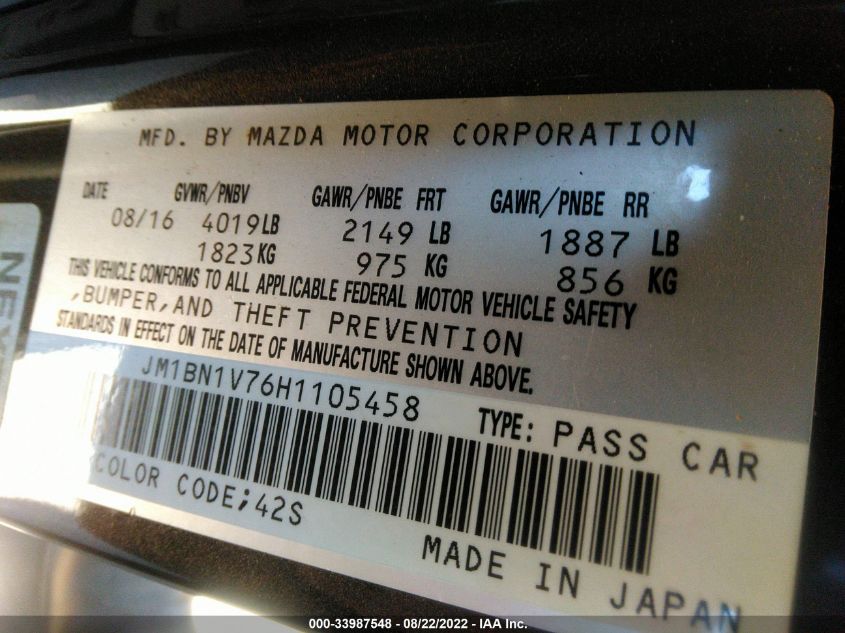 MFD. BY MAZDA MOTOR CORPORATION
DATE GVWR/PNBV GAWR/PNBE FRT GAWR/PNBE RR
08/16 4019LB 2149 LB 1887 LB
1823KG 975 KG 856 KG
THIS VEHICLE CONFORMS TO ALL APPLICABLE FEDERAL MOTOR VEHICLE SAFETY
,BUMPER,AND THEFT PREVENTION
STANDARDS IN EFFECT ON THE DATE OF MANUFACTURE SHOWN ABOVE.
JM1BN1V76H1105458 TYPE: PASS CAR
COLOR CODE;42S
MADE IN JAPAN
000-33987548 - 08/22/2022 - IAA Inc.